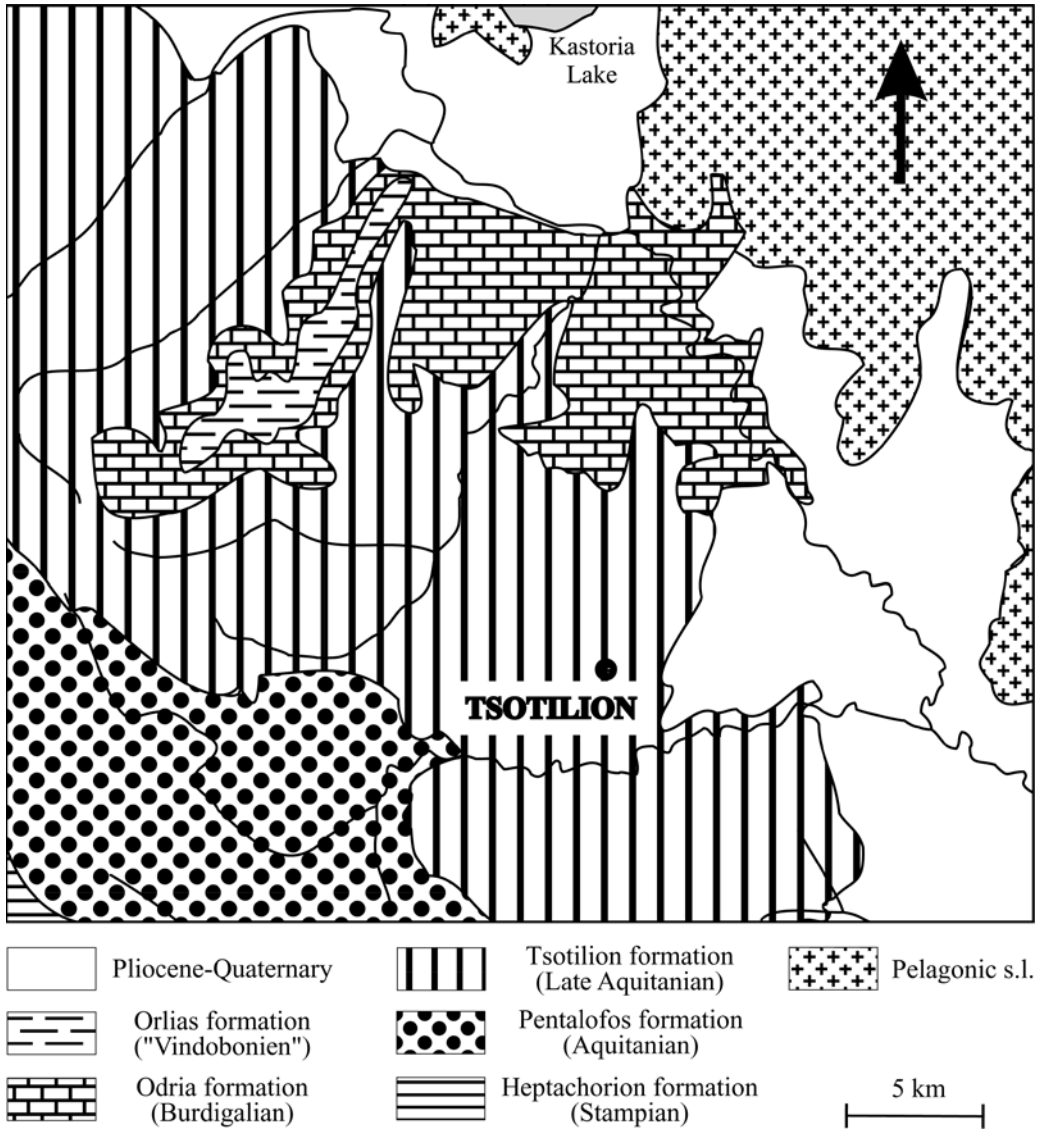 Kastoria
Lake
TSOTILION
Pliocene-Quaternary
Orlias formation
("Vindobonien")
Odria formation
(Burdigalian)
Tsotilion formation
(Late Aquitanian)
Pentalofos formation
(Aquitanian)
Heptachorion formation
(Stampian)
Pelagonic s.l.
5 km